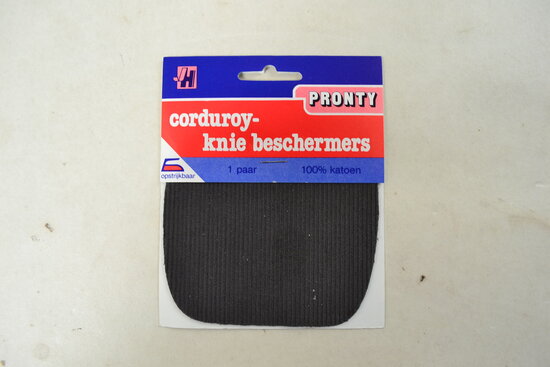 H
PRONTY
corduroy-
knie beschermers
opstrijkbaar
1 paar 100% katoen